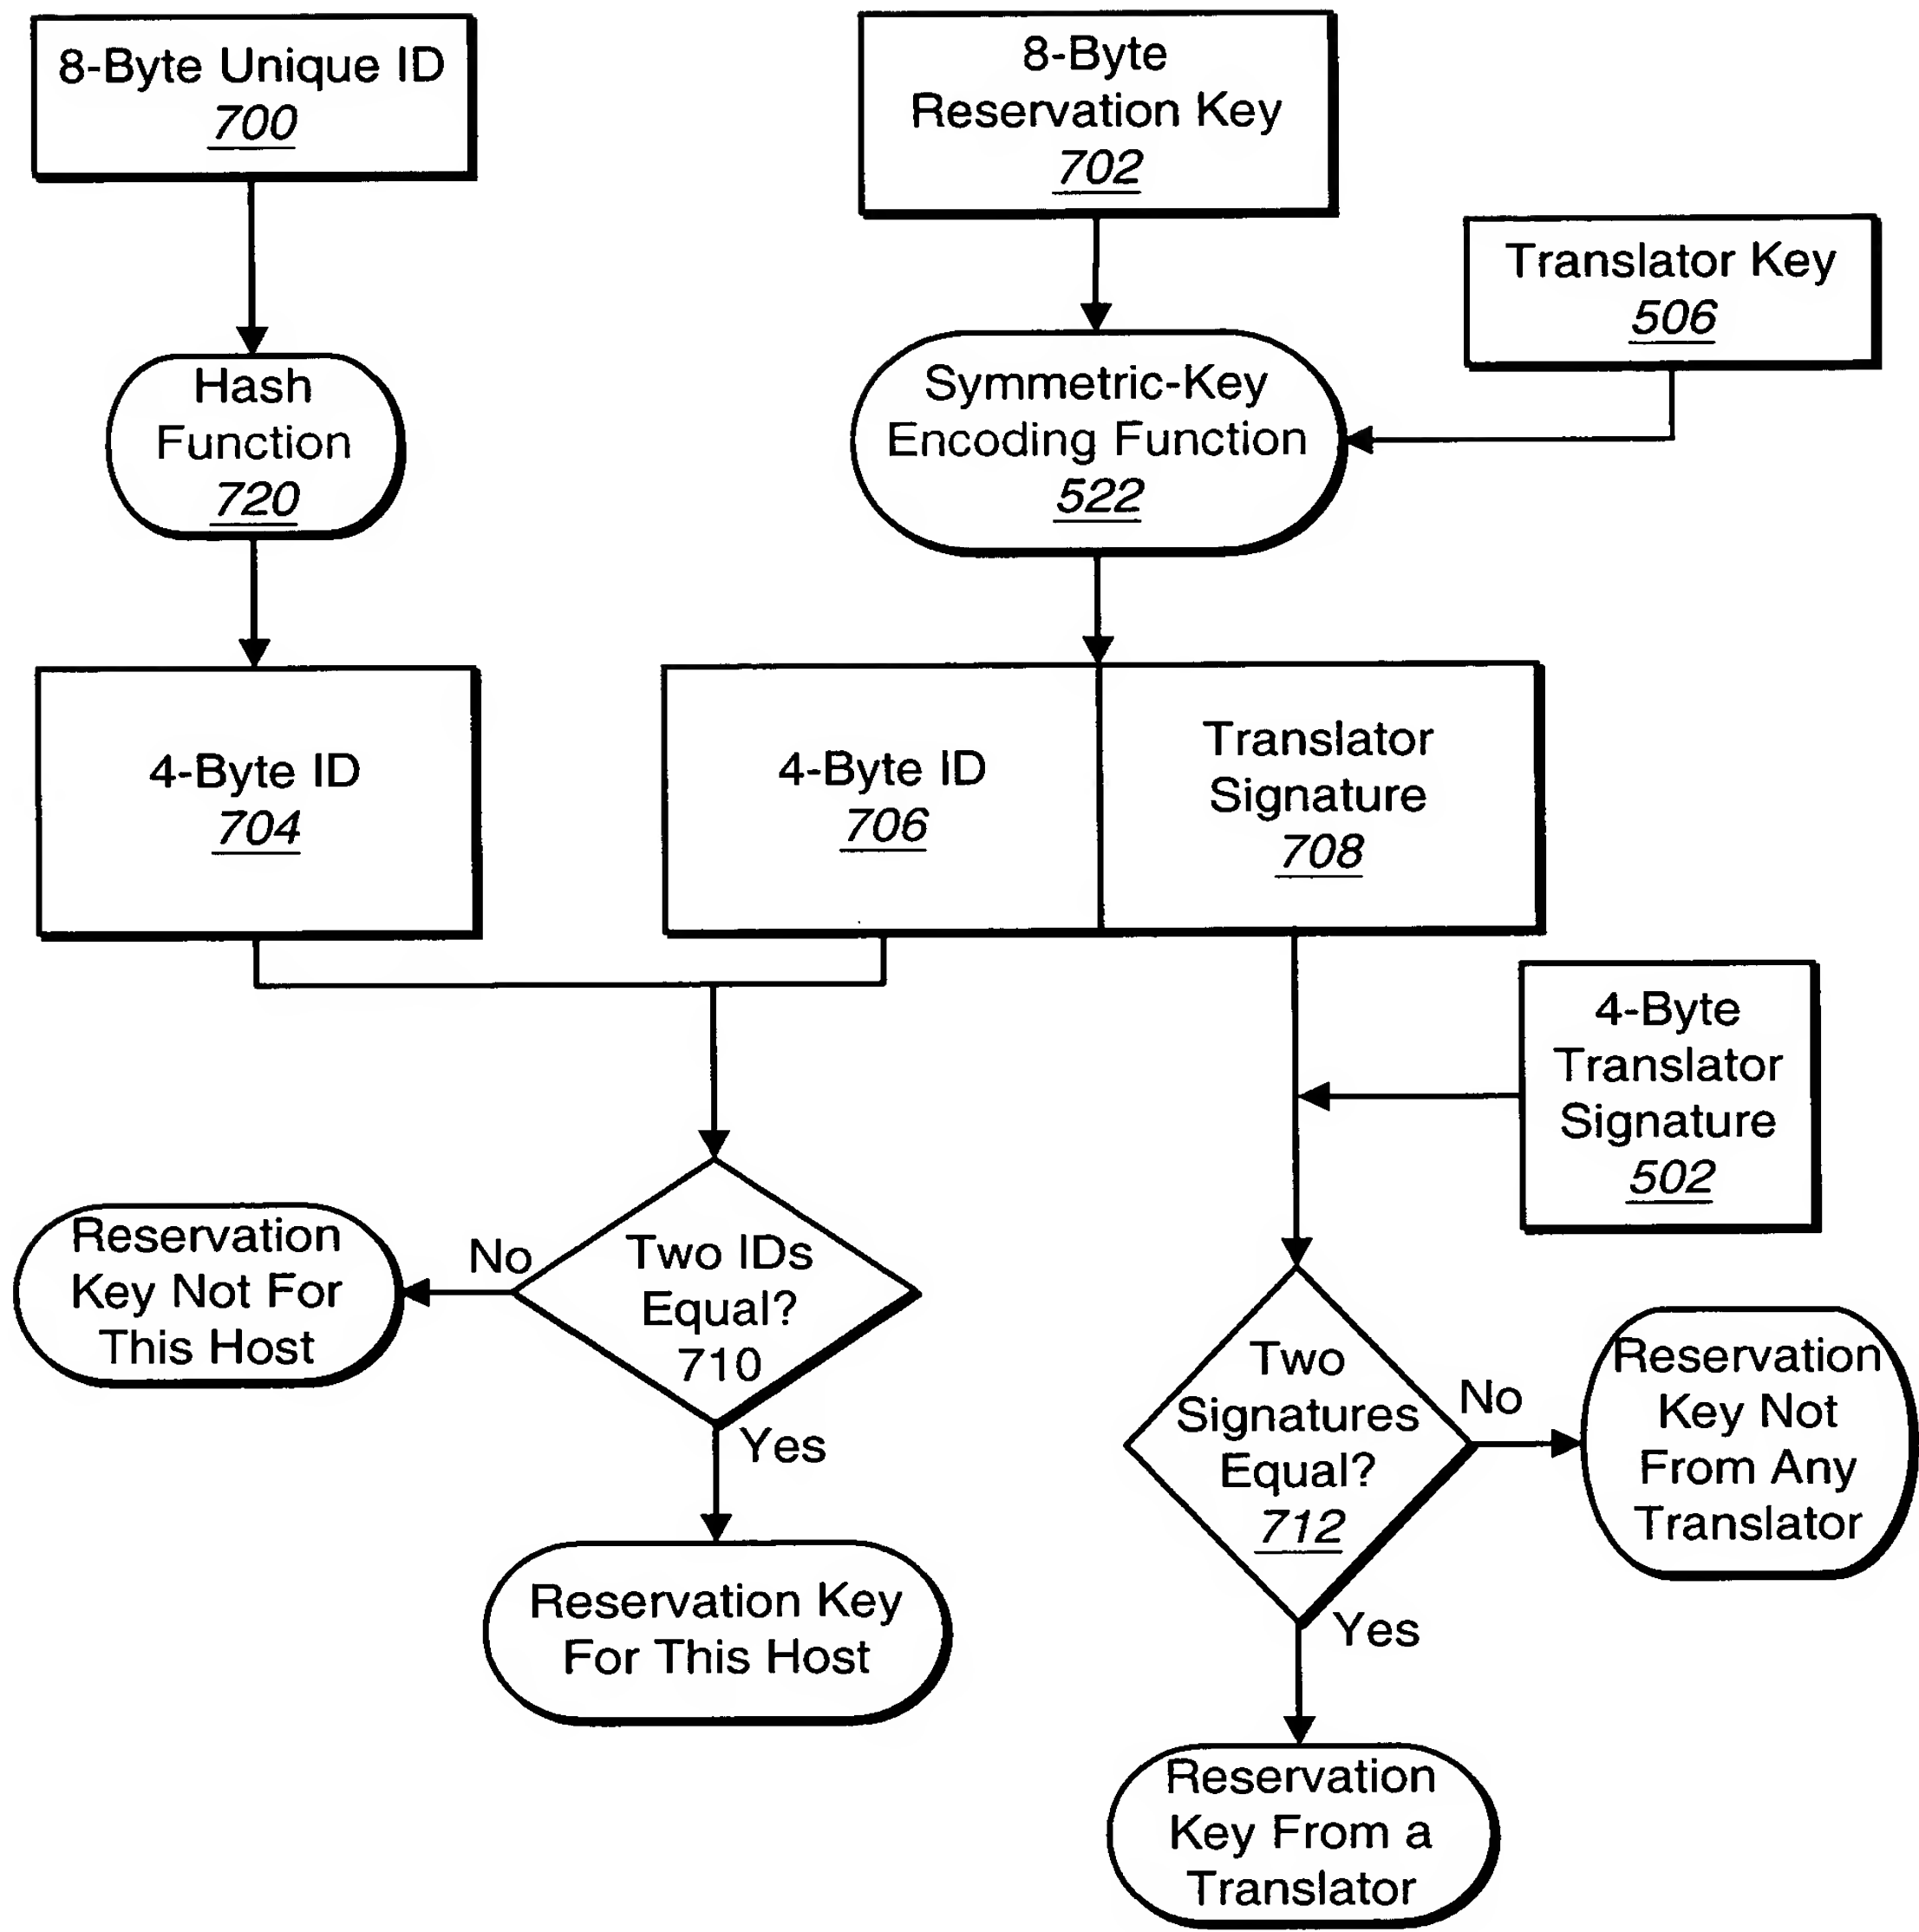 8-Byte Unique ID
700
8-Byte
Reservation Key
702
Translator Key
506
Hash
Function
720
Symmetric-Key
Encoding Function
522
4-Byte ID
704
4-Byte ID
706
Translator
Signature
708
4-Byte
Translator
Signature
502
Reservation
Key Not For
This Host
No
Two IDs
Equal?
710
Yes
Reservation Key
For This Host
Two
Signatures
Equal?
712
No
Reservation
Key Not
From Any
Translator
Yes
Reservation
Key From a
Translator